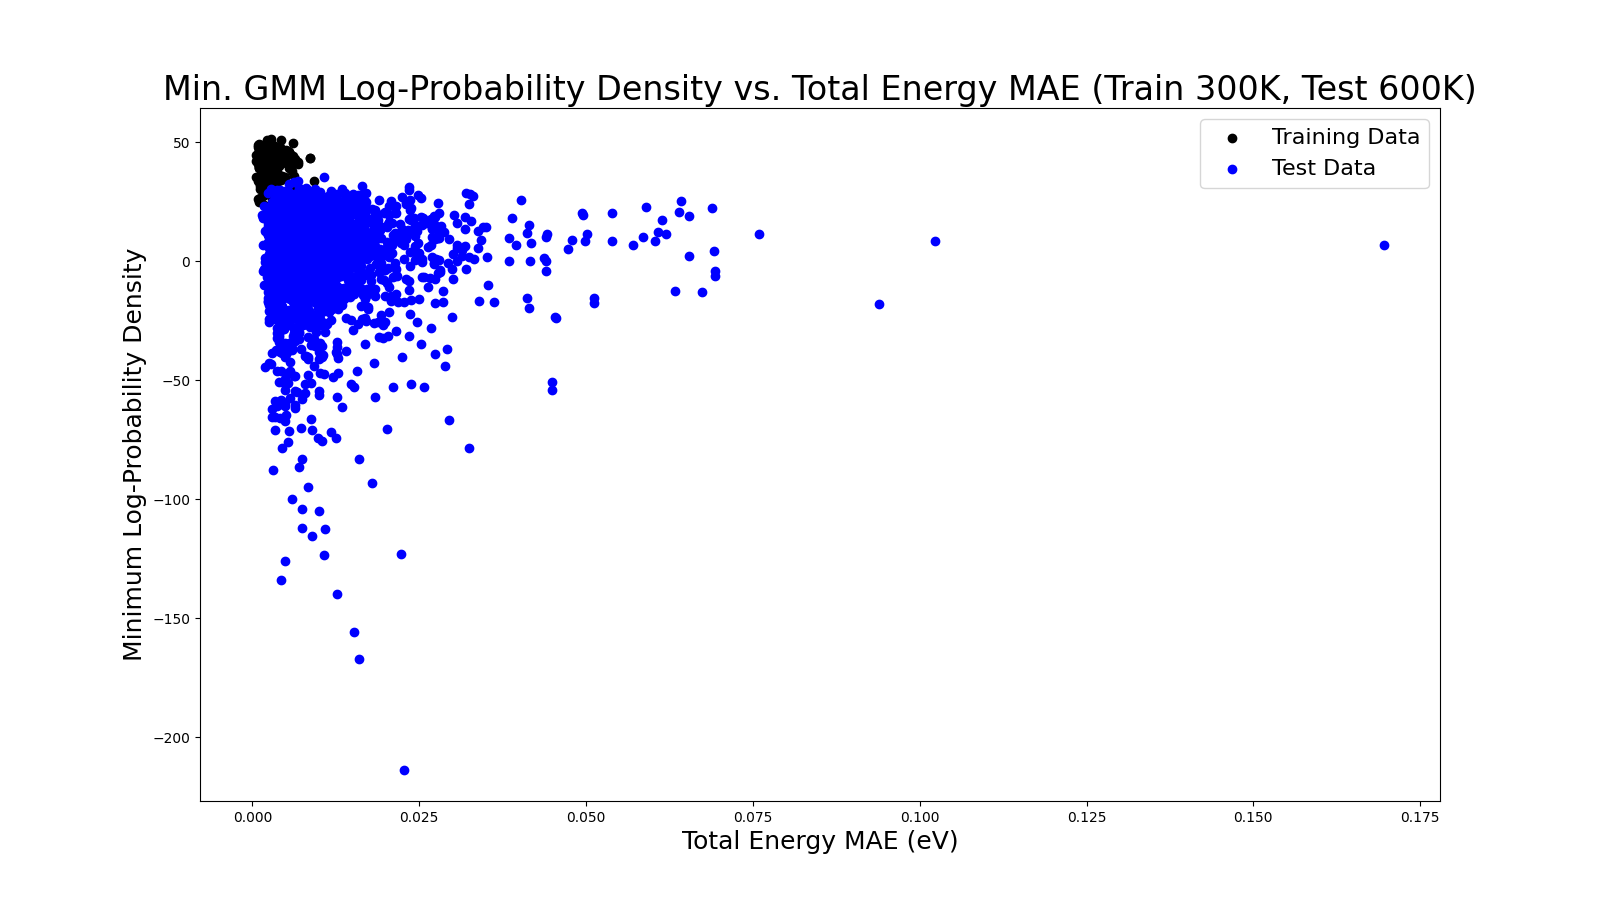 Min. GMM Log-Probability Density vs. Total Energy MAE (Train 300K, Test 600K)
Training Data
Test Data
50
0
−50
−100
−150
−200
Minimum Log-Probability Density
0.000 0.025 0.050 0.075 0.100 0.125 0.150 0.175
Total Energy MAE (eV)